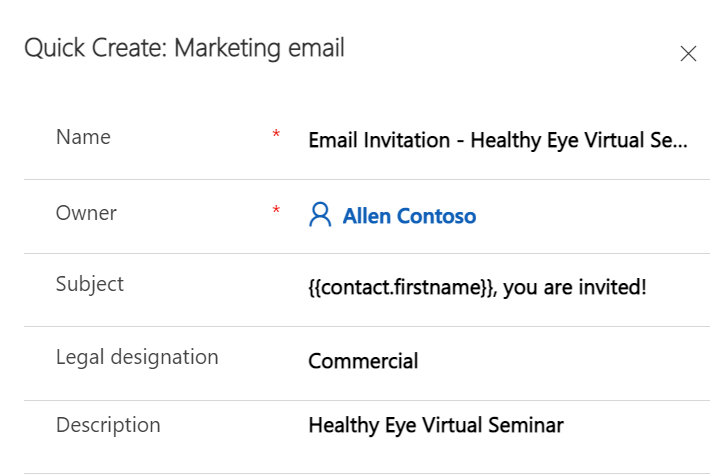 Quick Create: Marketing email
Name * Email Invitation - Healthy Eye Virtual Se...
Owner * Allen Contoso
Subject {{contact.firstname}}, you are invited!
Legal designation Commercial
Description Healthy Eye Virtual Seminar